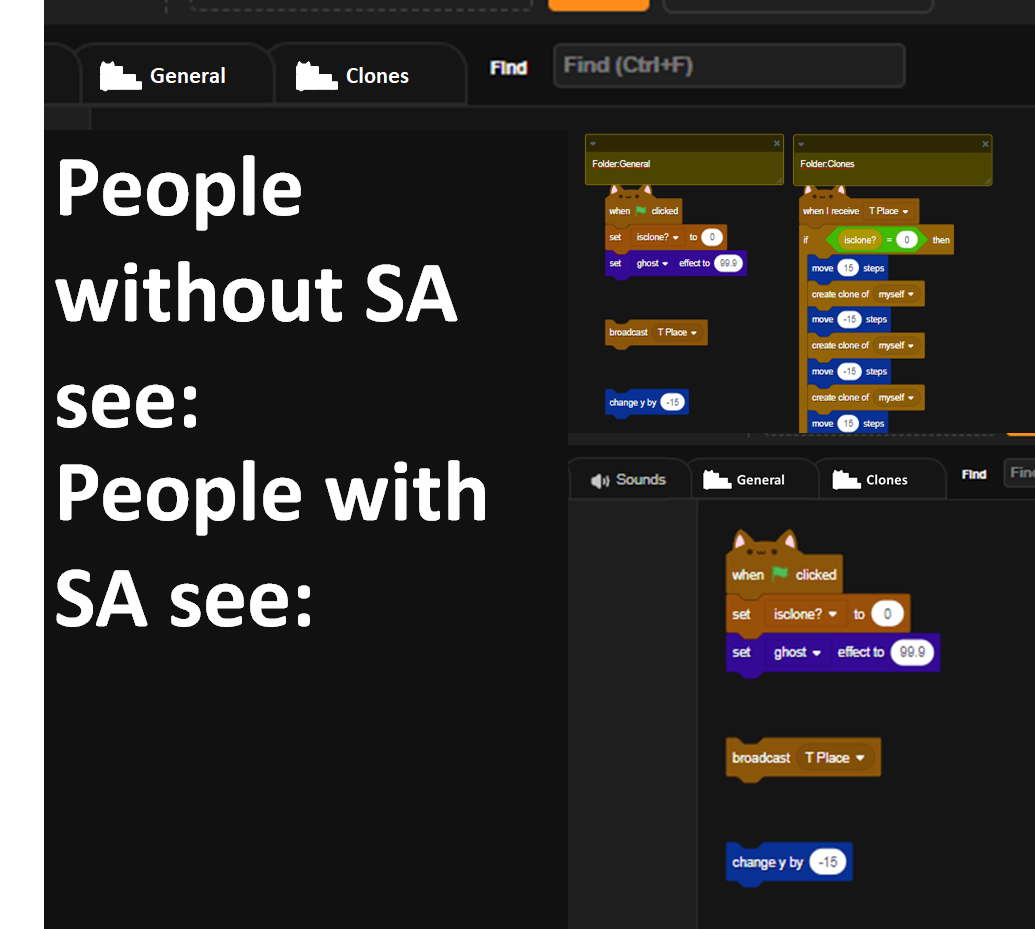 General
Clones
Find
Find (Ctrl+F)
People
without SA
see:
People with
SA see:
Folder:General
when clicked
set isclone? to 0
set ghost effect to 99.9
broadcast T Place
change y by -15
Folder:Clones
when I receive T Place
if isclone? = 0 then
move 15 steps
create clone of myself
move -15 steps
create clone of myself
move -15 steps
create clone of myself
move 15 steps
Sounds
General
Clones
Find
Find
when clicked
set isclone? to 0
set ghost effect to 99.9
broadcast T Place
change y by -15